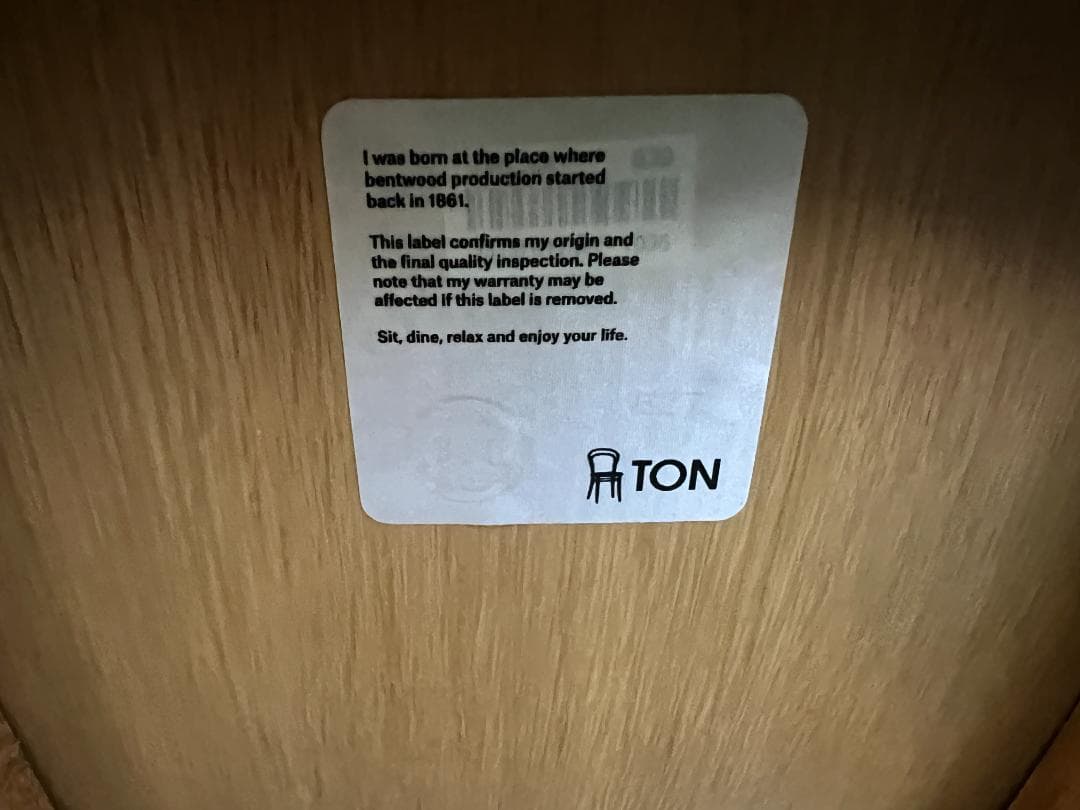 I was born at the place where
bentwood production started
back in 1861.
This label confirms my origin and
the final quality inspection. Please
note that my warranty may be
affected if this label is removed.
Sit, dine, relax and enjoy your life.
TON